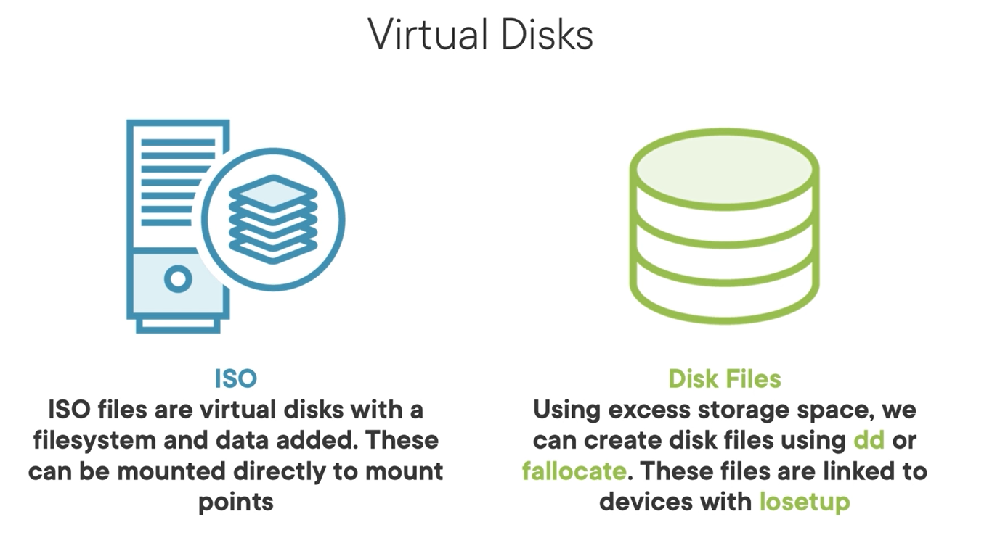 Virtual Disks
ISO
ISO files are virtual disks with a
filesystem and data added. These
can be mounted directly to mount
points
Disk Files
Using excess storage space, we
can create disk files using dd or
fallocate. These files are linked to
devices with losetup